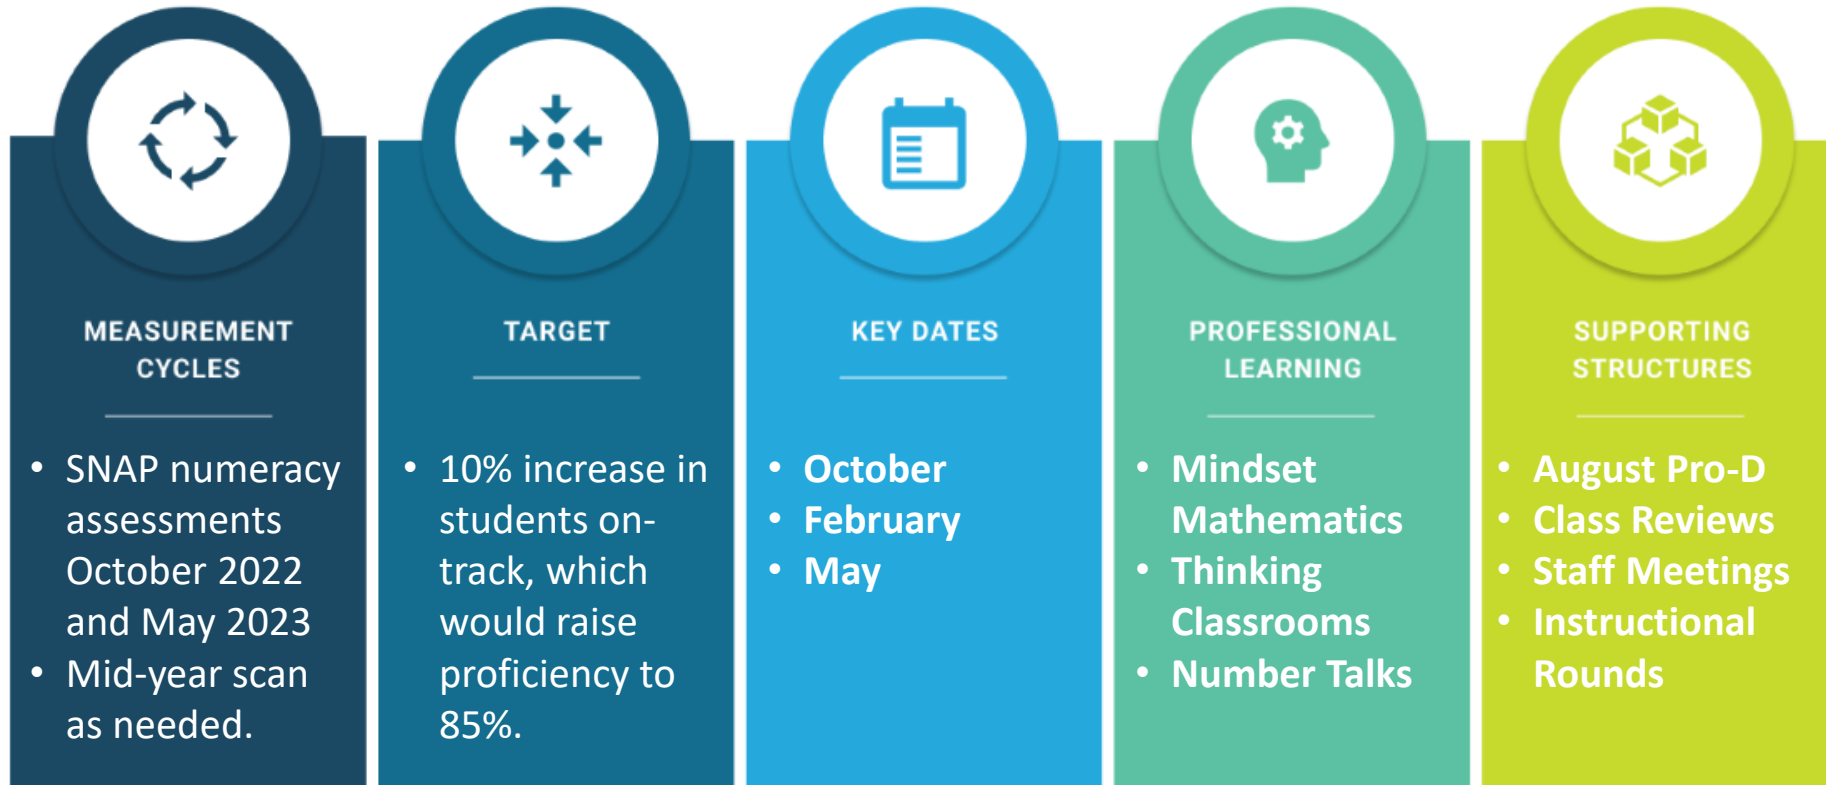 MEASUREMENT
CYCLES
• SNAP numeracy
assessments
October 2022
and May 2023
• Mid-year scan
as needed.
TARGET
• 10% increase in
students on-
track, which
would raise
proficiency to
85%.
KEY DATES
• October
• February
• May
PROFESSIONAL
LEARNING
• Mindset
Mathematics
• Thinking
Classrooms
• Number Talks
SUPPORTING
STRUCTURES
• August Pro-D
• Class Reviews
• Staff Meetings
• Instructional
Rounds